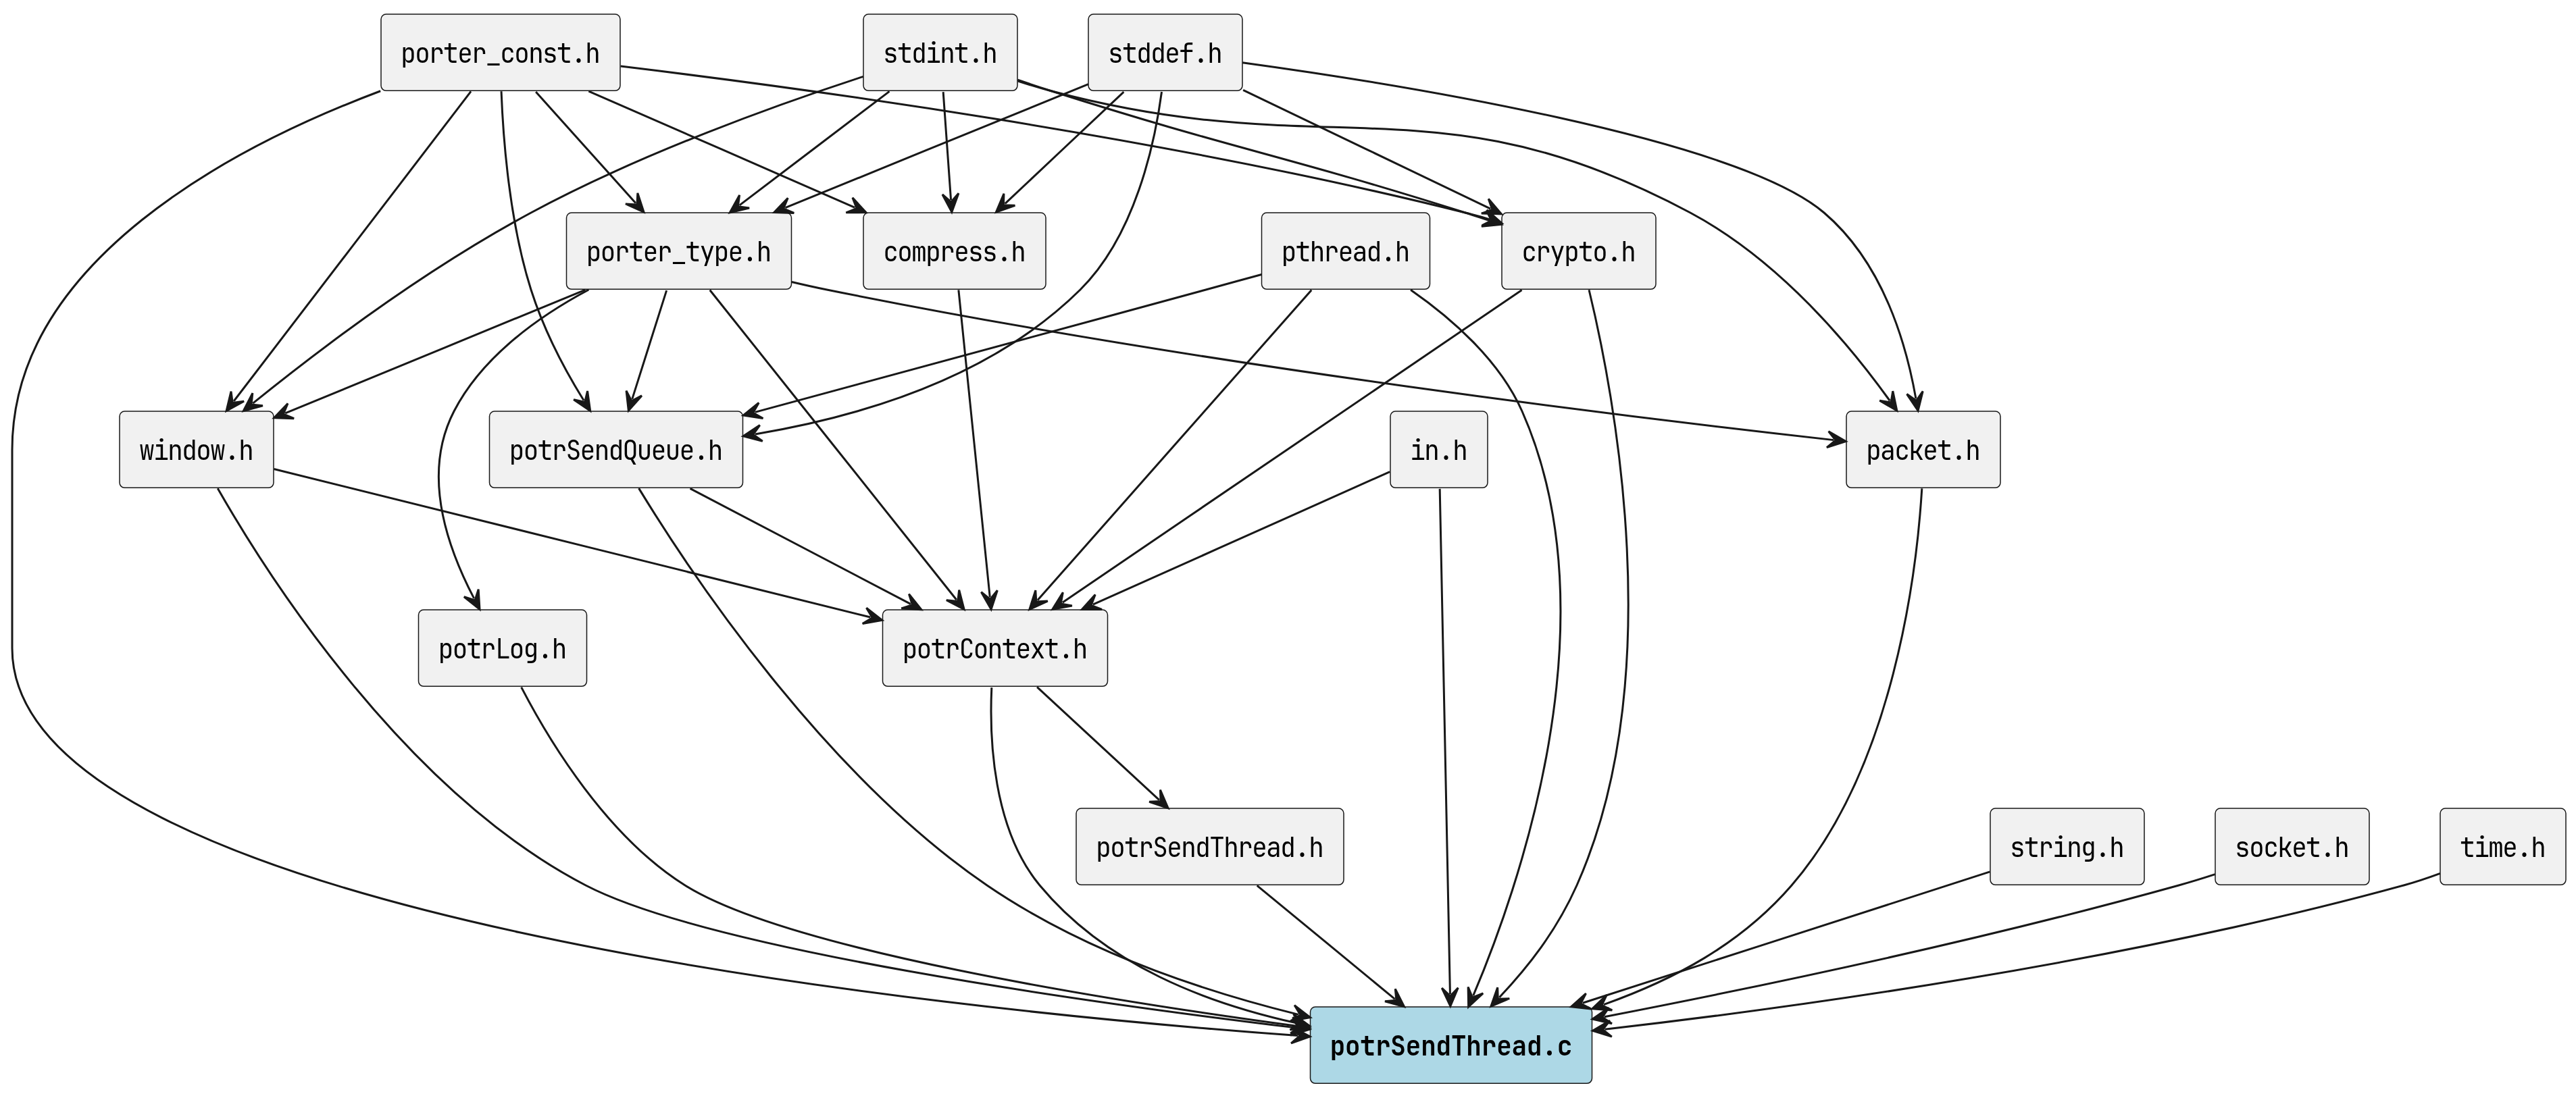 porter_const.h
stdint.h
stddef.h
porter_type.h
compress.h
pthread.h
crypto.h
window.h
potrSendQueue.h
in.h
packet.h
potrLog.h
potrContext.h
potrSendThread.h
string.h
socket.h
time.h
potrSendThread.c